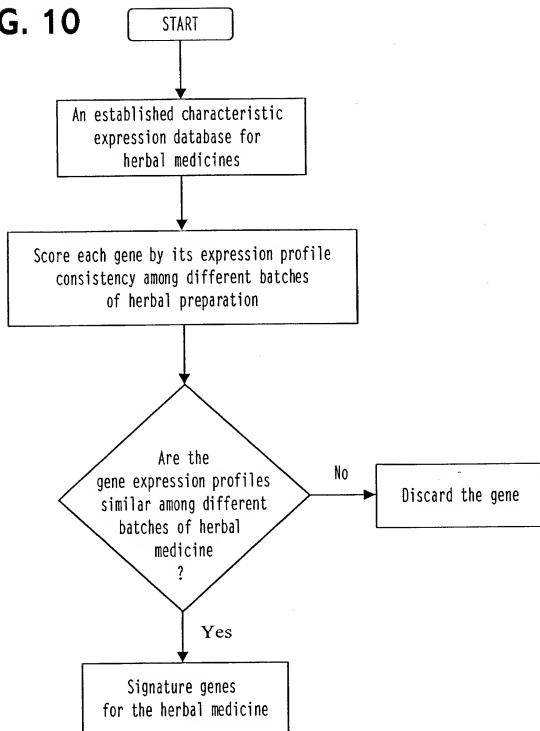 G. 10
START
An established characteristic
expression database for
herbal medicines
Score each gene by its expression profile
consistency among different batches
of herbal preparation
Are the
gene expression profiles
similar among different
batches of herbal
medicine
?
No
Discard the gene
Yes
Signature genes
for the herbal medicine